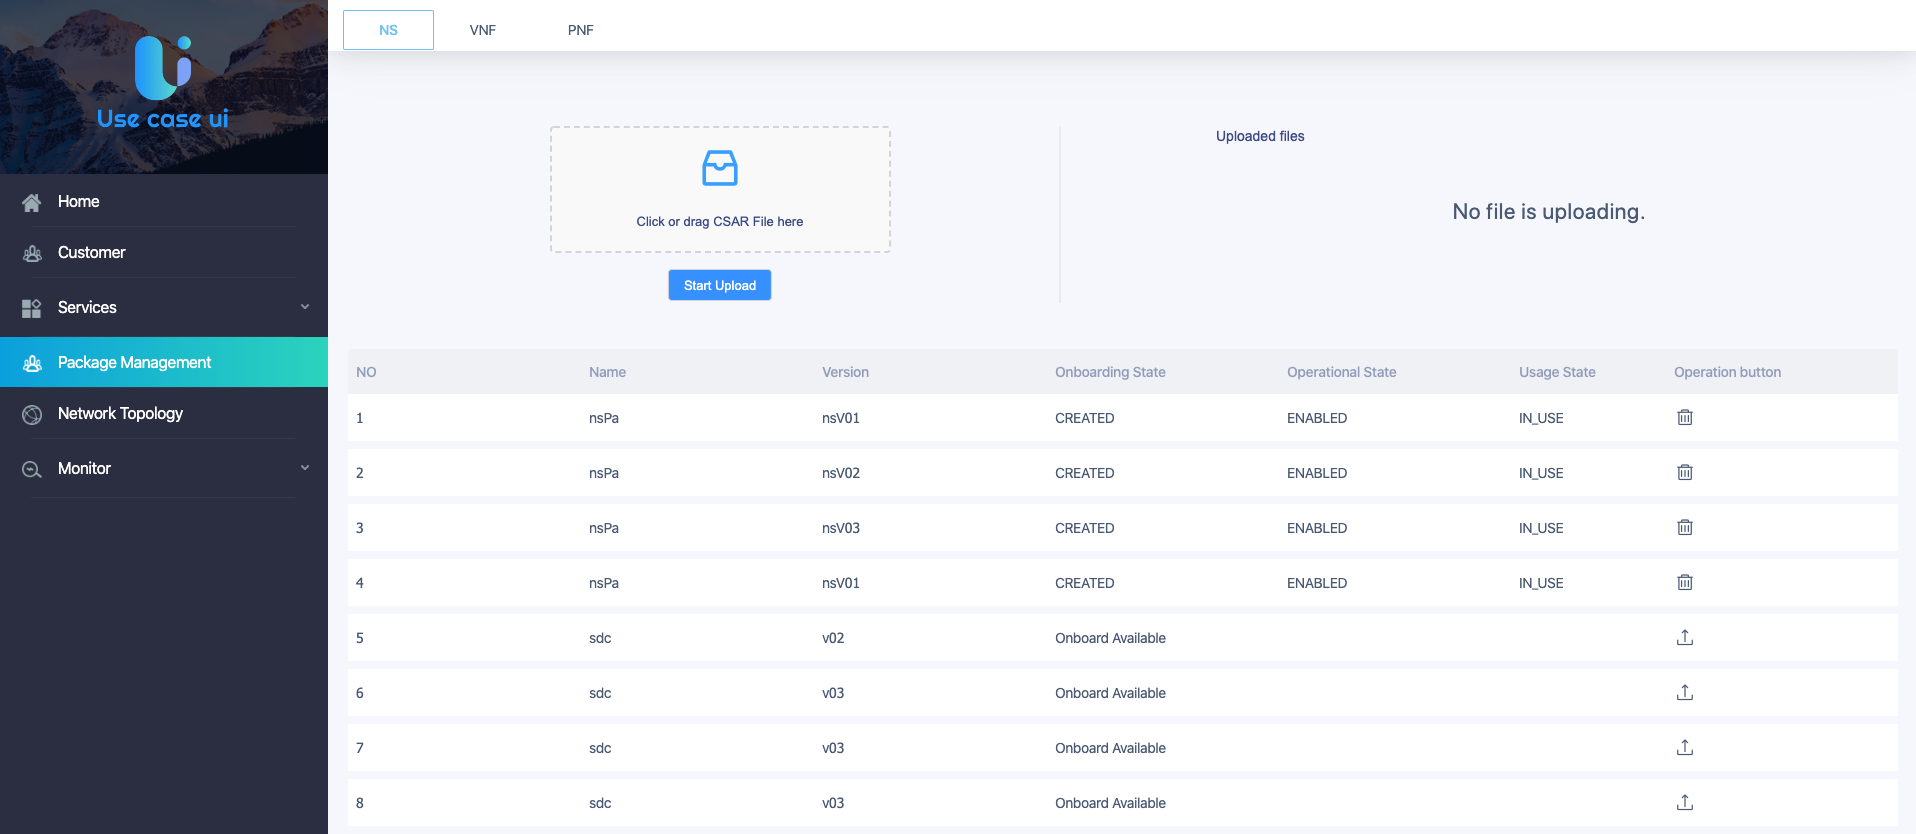 Use case ui
Home
Customer
Services
Package Management
Network Topology
Monitor
NS VNF PNF
Click or drag CSAR File here
Start Upload
Uploaded files
No file is uploading.
NO Name Version Onboarding State Operational State Usage State Operation button
1 nsPa nsV01 CREATED ENABLED IN_USE
2 nsPa nsV02 CREATED ENABLED IN_USE
3 nsPa nsV03 CREATED ENABLED IN_USE
4 nsPa nsV01 CREATED ENABLED IN_USE
5 sdc v02 Onboard Available
6 sdc v03 Onboard Available
7 sdc v03 Onboard Available
8 sdc v03 Onboard Available